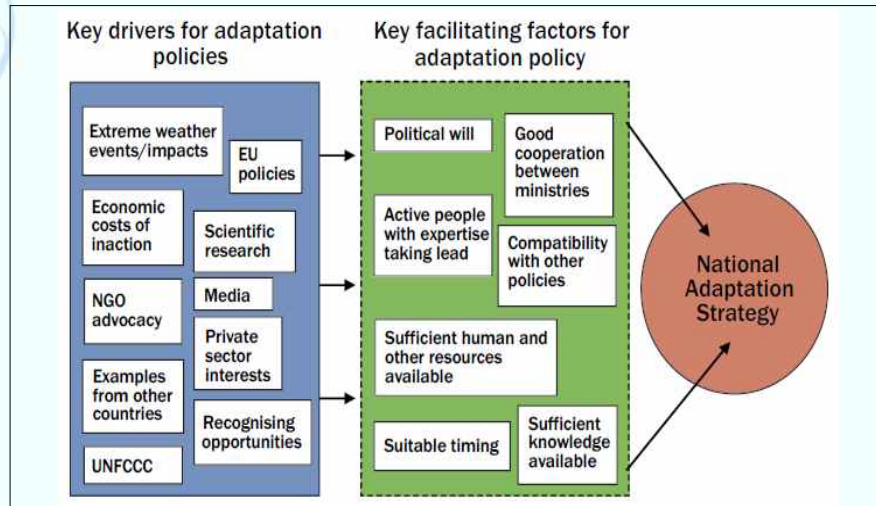 Key drivers for adaptation
policies
Extreme weather
events/impacts
EU
policies
Economic
costs of
inaction
Scientific
research
NGO
advocacy
Media
Private
sector
interests
Examples
from other
countries
Recognising
opportunities
UNFCCC
Key facilitating factors for
adaptation policy
Political will
Good
cooperation
between
ministries
Active people
with expertise
taking lead
Compatibility
with other
policies
Sufficient human and
other resources
available
Suitable timing
Sufficient
knowledge
available
National
Adaptation
Strategy